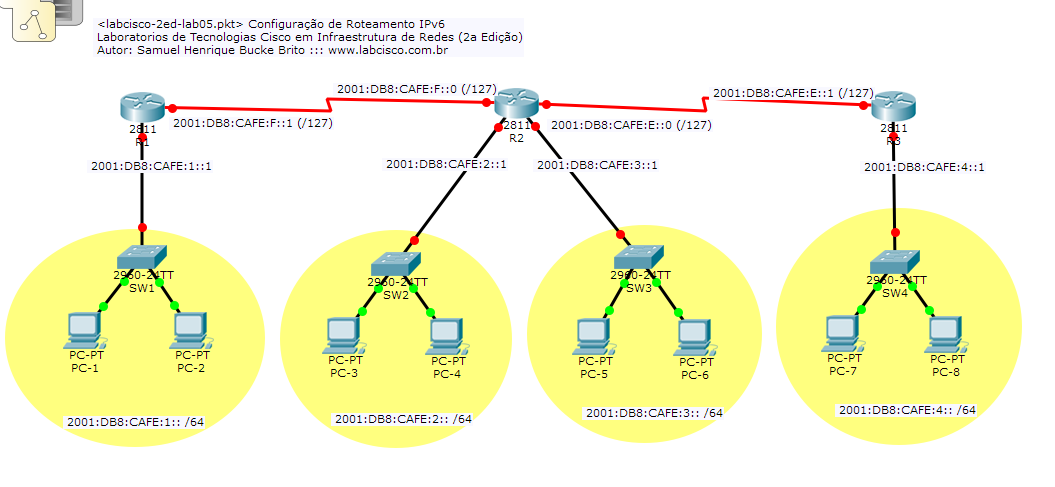 <labcisco-2ed-lab05.pkt> Configuração de Roteamento IPv6
Laboratorios de Tecnologias Cisco em Infraestrutura de Redes (2a Edição)
Autor: Samuel Henrique Bucke Brito ::: www.labcisco.com.br
2001:DB8:CAFE:F::0 (/127)
2001:DB8:CAFE:E::1 (/127)
2001:DB8:CAFE:F::1 (/127)
2001:DB8:CAFE:E::0 (/127)
2811
R1
2811
R2
2811
R3
2001:DB8:CAFE:1::1
2001:DB8:CAFE:2::1
2001:DB8:CAFE:3::1
2001:DB8:CAFE:4::1
2960-24TT
SW1
2960-24TT
SW2
2960-24TT
SW3
2960-24TT
SW4
PC-PT
PC-1
PC-PT
PC-2
PC-PT
PC-3
PC-PT
PC-4
PC-PT
PC-5
PC-PT
PC-6
PC-PT
PC-7
PC-PT
PC-8
2001:DB8:CAFE:1:: /64
2001:DB8:CAFE:2:: /64
2001:DB8:CAFE:3:: /64
2001:DB8:CAFE:4:: /64